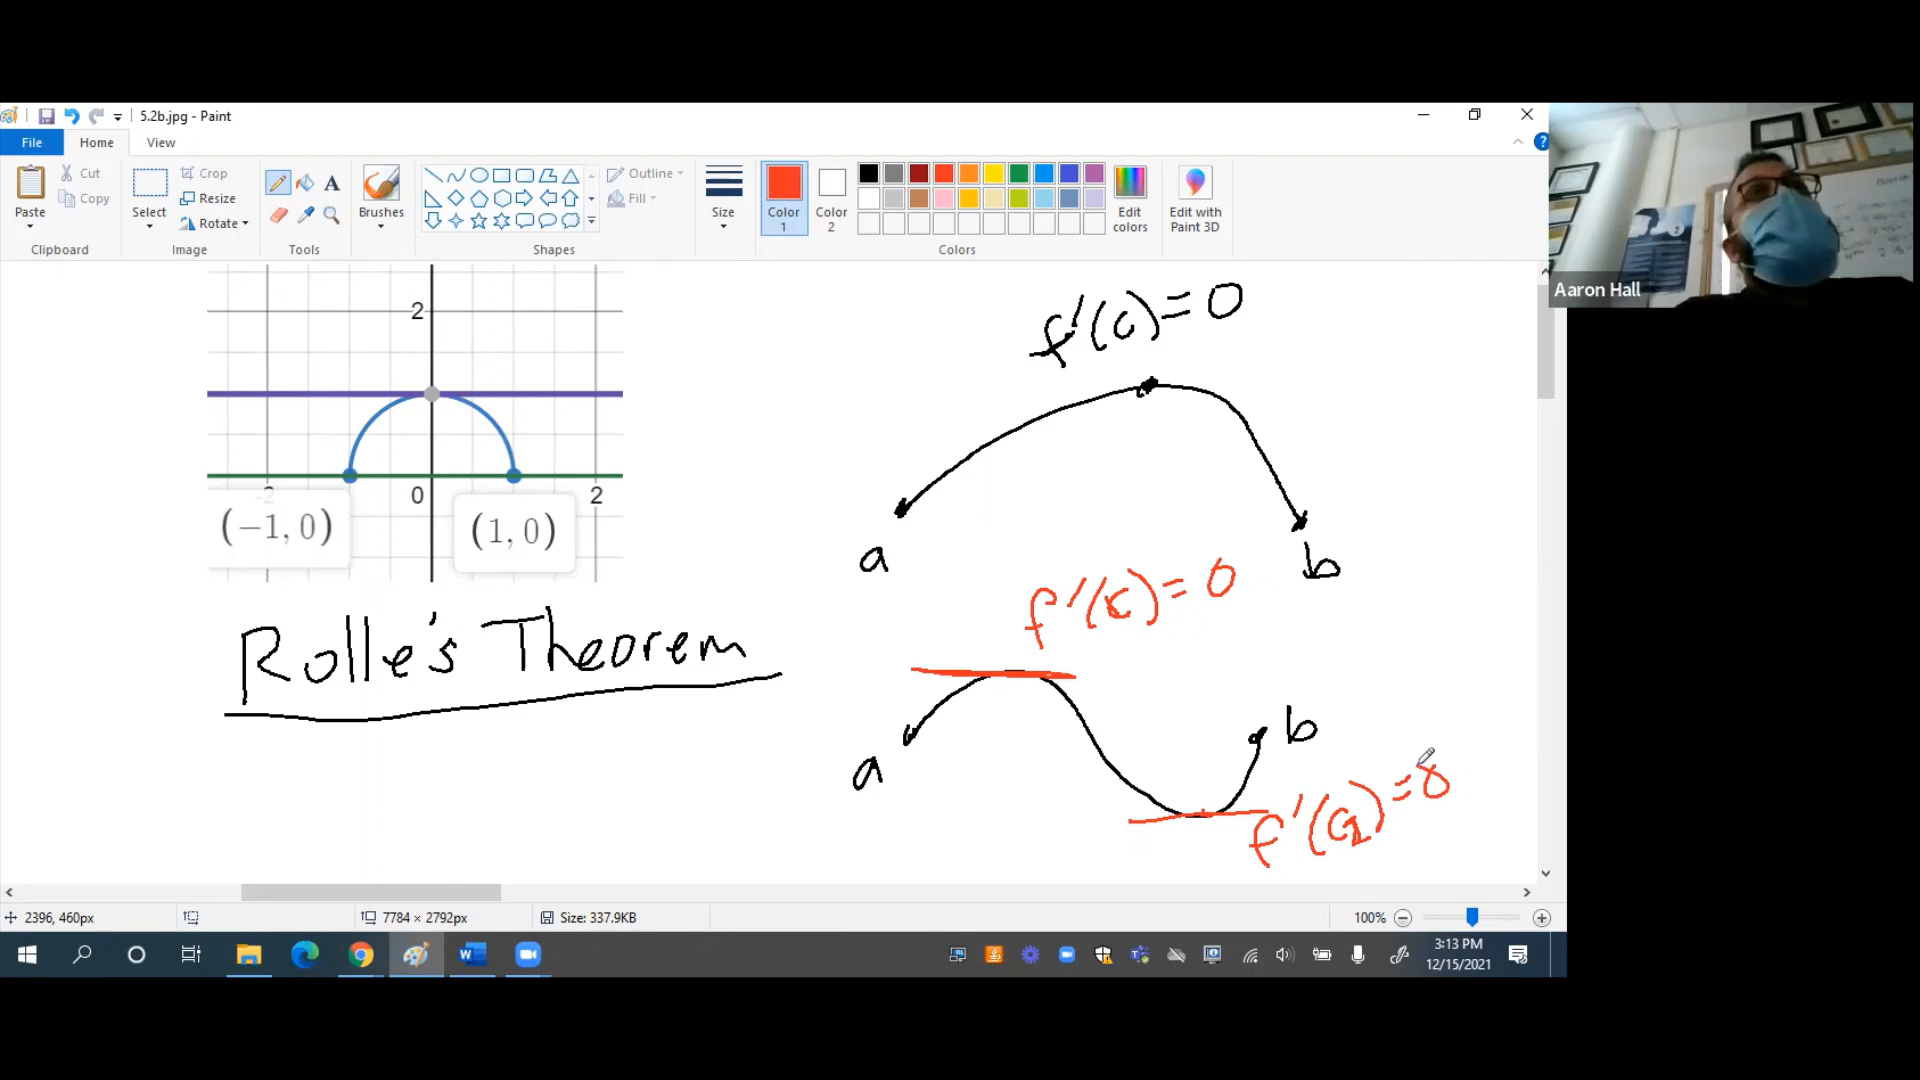 5.2b.jpg - Paint
File Home View
Paste
Cut
Copy
Clipboard
Select
Crop
Resize
Rotate
Image
Tools
Brushes
Shapes
Outline
Fill
Size
Color 1
Color 2
Edit colors
Colors
Edit with Paint 3D
Aaron Hall
2
-2
0
2
(−1, 0)
(1, 0)
Rolle's Theorem
f'(c)=0
a
b
f'(c)=0
a
b
f'(c2)=0
2396, 460px
7784 × 2792px
Size: 337.9KB
100%
3:13 PM
12/15/2021